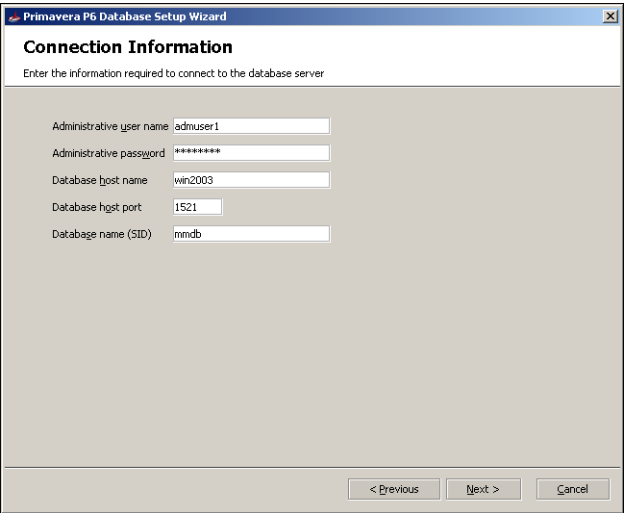 Primavera P6 Database Setup Wizard
Connection Information
Enter the information required to connect to the database server
Administrative user name admuser1
Administrative password ********
Database host name win2003
Database host port 1521
Database name (SID) mmdb
< Previous Next > Cancel